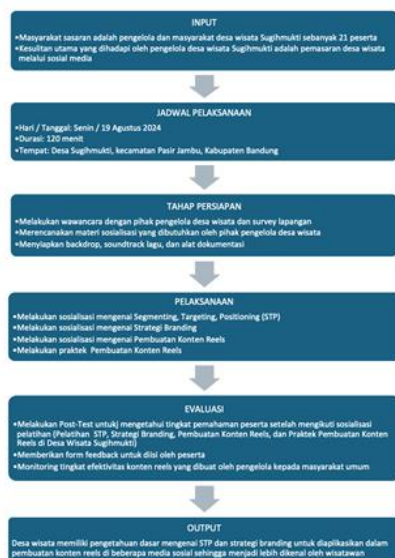 INPUT
•Masyarakat sasaran adalah pengelola dan masyarakat desa wisata Sugihmukti sebanyak 21 peserta
•Kesulitan utama yang dihadapi oleh pengelola desa wisata Sugihmukti adalah pemasaran desa wisata
melalui sosial media
JADWAL PELAKSANAAN
•Hari / Tanggal: Senin / 19 Agustus 2024
•Durasi: 120 menit
•Tempat: Desa Sugihmukti, kecamatan Pasir Jambu, Kabupaten Bandung
TAHAP PERSIAPAN
•Melakukan wawancara dengan pihak pengelola desa wisata dan survey lapangan
•Merencanakan materi sosialisasi yang dibutuhkan oleh pihak pengelola desa wisata
•Menyiapkan backdrop, soundtrack lagu, dan alat dokumentasi
PELAKSANAAN
•Melakukan sosialisasi mengenai Segmenting, Targeting, Positioning (STP)
•Melakukan sosialisasi mengenai Strategi Branding
•Melakukan sosialisasi mengenai Pembuatan Konten Reels
•Melakukan praktek Pembuatan Konten Reels
EVALUASI
•Melakukan Post-Test untukj mengetahui tingkat pemahaman peserta setelah mengikuti sosialisasi
pelatihan (Pelatihan STP, Strategi Branding, Pembuatan Konten Reels, dan Praktek Pembuatan Konten
Reels di Desa Wisata Sugihmukti)
•Memberikan form feedback untuk diisi oleh peserta
•Monitoring tingkat efektivitas konten reels yang dibuat oleh pengelola kepada masyarakat umum
OUTPUT
Desa wisata memiliki pengetahuan dasar mengenai STP dan strategi branding untuk diaplikasikan dalam
pembuatan konten reels di beberapa media sosial sehingga menjadi lebih dikenal oleh wisatawan